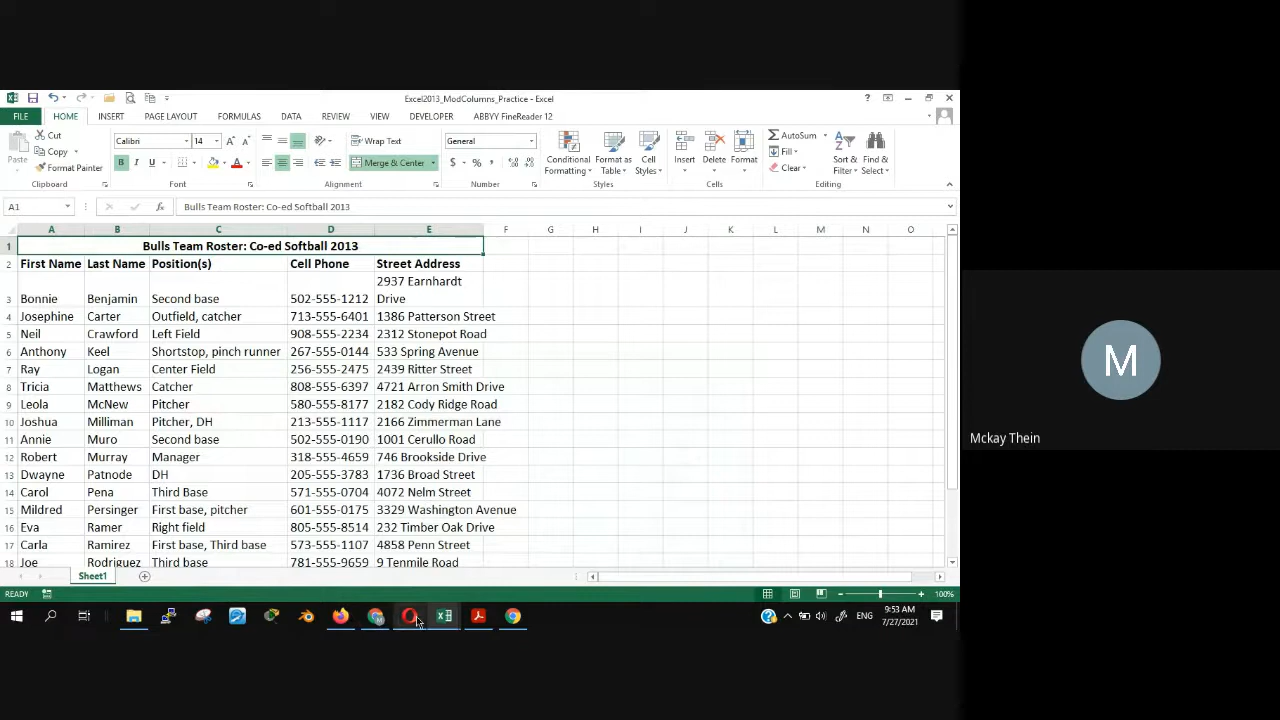 Excel2013_ModColumns_Practice - Excel
FILE HOME INSERT PAGE LAYOUT FORMULAS DATA REVIEW VIEW DEVELOPER ABBYY FineReader 12
Paste
Cut
Copy
Format Painter
Clipboard
Calibri 14
B I U
Font
Wrap Text
Merge & Center
Alignment
General
$ % ,
Number
Conditional Formatting
Format as Table
Cell Styles
Styles
Insert Delete Format
Cells
AutoSum
Fill
Clear
Sort & Filter
Find & Select
Editing
A1 fx Bulls Team Roster: Co-ed Softball 2013
A B C D E F G H I J K L M N O
1 Bulls Team Roster: Co-ed Softball 2013
2 First Name Last Name Position(s) Cell Phone Street Address
3 Bonnie Benjamin Second base 502-555-1212 2937 Earnhardt Drive
4 Josephine Carter Outfield, catcher 713-555-6401 1386 Patterson Street
5 Neil Crawford Left Field 908-555-2234 2312 Stonepot Road
6 Anthony Keel Shortstop, pinch runner 267-555-0144 533 Spring Avenue
7 Ray Logan Center Field 256-555-2475 2439 Ritter Street
8 Tricia Matthews Catcher 808-555-6397 4721 Arron Smith Drive
9 Leola McNew Pitcher 580-555-8177 2182 Cody Ridge Road
10 Joshua Milliman Pitcher, DH 213-555-1117 2166 Zimmerman Lane
11 Annie Muro Second base 502-555-0190 1001 Cerullo Road
12 Robert Murray Manager 318-555-4659 746 Brookside Drive
13 Dwayne Patnode DH 205-555-3783 1736 Broad Street
14 Carol Pena Third Base 571-555-0704 4072 Nelm Street
15 Mildred Persinger First base, pitcher 601-555-0175 3329 Washington Avenue
16 Eva Ramer Right field 805-555-8514 232 Timber Oak Drive
17 Carla Ramirez First base, Third base 573-555-1107 4858 Penn Street
18 Joe Rodriguez Third base 781-555-9659 9 Tenmile Road
Sheet1
READY
100%
ENG
9:53 AM
7/27/2021
M
Mckay Thein